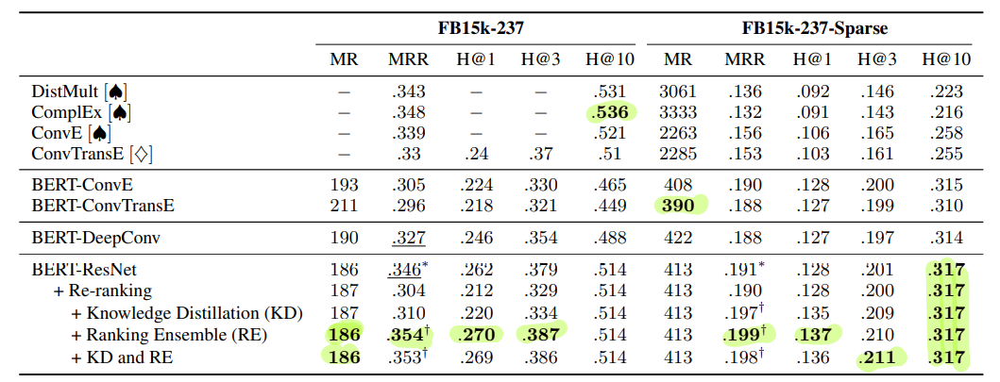 FB15k-237 FB15k-237-Sparse
MR MRR H@1 H@3 H@10 MR MRR H@1 H@3 H@10
DistMult [♠] – .343 – – .531 3061 .136 .092 .146 .223
ComplEx [♠] – .348 – – .536 3333 .132 .091 .143 .216
ConvE [♠] – .339 – – .521 2263 .156 .106 .165 .258
ConvTransE [♢] – .33 .24 .37 .51 2285 .153 .103 .161 .255
BERT-ConvE 193 .305 .224 .330 .465 408 .190 .128 .200 .315
BERT-ConvTransE 211 .296 .218 .321 .449 390 .188 .127 .199 .310
BERT-DeepConv 190 .327 .246 .354 .488 422 .188 .127 .197 .314
BERT-ResNet 186 .346* .262 .379 .514 413 .191* .128 .201 .317
+ Re-ranking 187 .304 .212 .329 .514 413 .190 .128 .200 .317
+ Knowledge Distillation (KD) 187 .310 .220 .334 .514 413 .197† .135 .209 .317
+ Ranking Ensemble (RE) 186 .354† .270 .387 .514 413 .199† .137 .210 .317
+ KD and RE 186 .353† .269 .386 .514 413 .198† .136 .211 .317